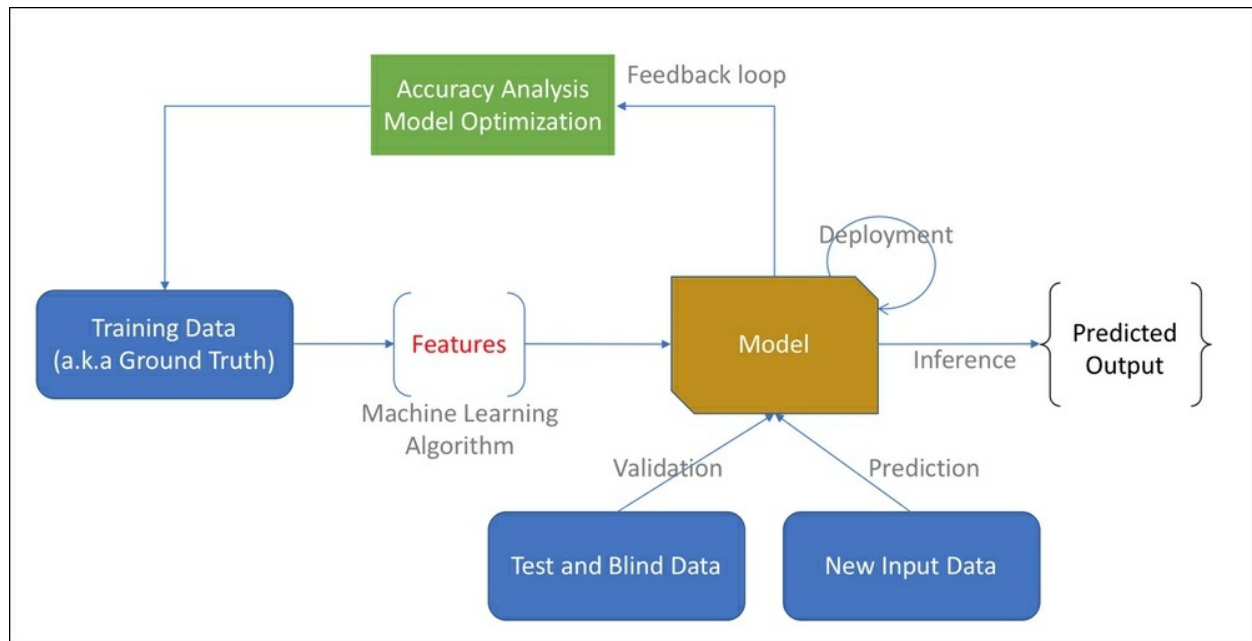 Accuracy Analysis
Model Optimization
Feedback loop
Deployment
Training Data
(a.k.a Ground Truth)
Features
Machine Learning
Algorithm
Model
Inference
Predicted
Output
Validation
Prediction
Test and Blind Data
New Input Data